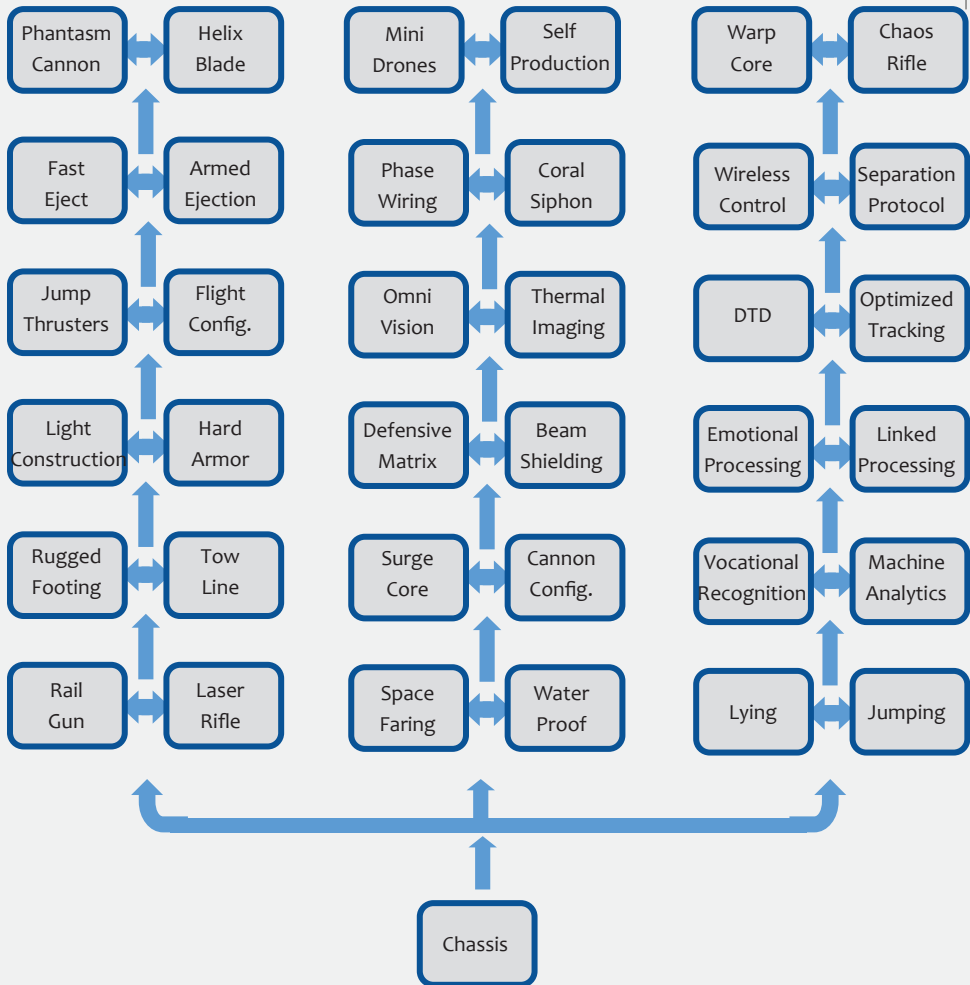 Phantasm
Cannon
Helix
Blade
Mini
Drones
Self
Production
Warp
Core
Chaos
Rifle
Fast
Eject
Armed
Ejection
Phase
Wiring
Coral
Siphon
Wireless
Control
Separation
Protocol
Jump
Thrusters
Flight
Config.
Omni
Vision
Thermal
Imaging
DTD
Optimized
Tracking
Light
Construction
Hard
Armor
Defensive
Matrix
Beam
Shielding
Emotional
Processing
Linked
Processing
Rugged
Footing
Tow
Line
Surge
Core
Cannon
Config.
Vocational
Recognition
Machine
Analytics
Rail
Gun
Laser
Rifle
Space
Faring
Water
Proof
Lying
Jumping
Chassis